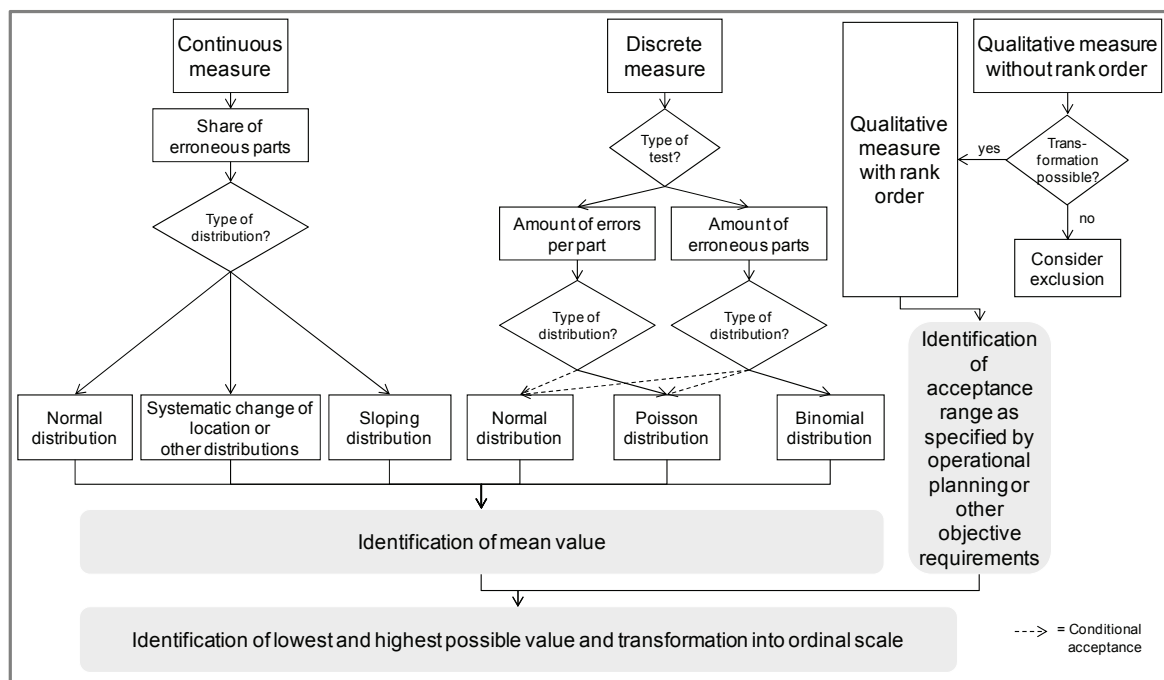 Continuous
measure
Discrete
measure
Qualitative measure
without rank order
Share of
erroneous parts
Type of
test?
Qualitative
measure
with rank
order
yes
Trans-
formation
possible?
no
Consider
exclusion
Type of
distribution?
Amount of errors
per part
Amount of
erroneous parts
Type of
distribution?
Type of
distribution?
Normal
distribution
Systematic change of
location or
other distributions
Sloping
distribution
Normal
distribution
Poisson
distribution
Binomial
distribution
Identification
of
acceptance
range as
specified by
operational
planning or
other
objective
requirements
Identification of mean value
Identification of lowest and highest possible value and transformation into ordinal scale
= Conditional
acceptance